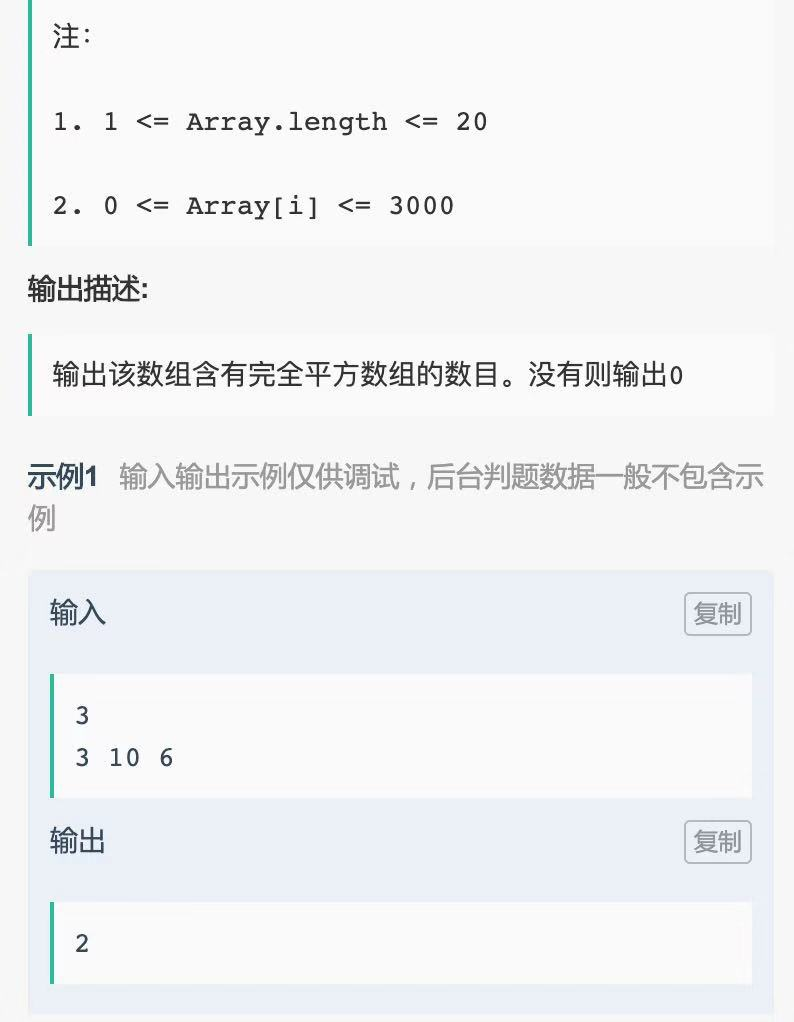 注：
1. 1 <= Array.length <= 20
2. 0 <= Array[i] <= 3000
输出描述:
输出该数组含有完全平方数组的数目。没有则输出0
示例1 输入输出示例仅供调试，后台判题数据一般不包含示
例
输入 复制
3
3 10 6
输出 复制
2